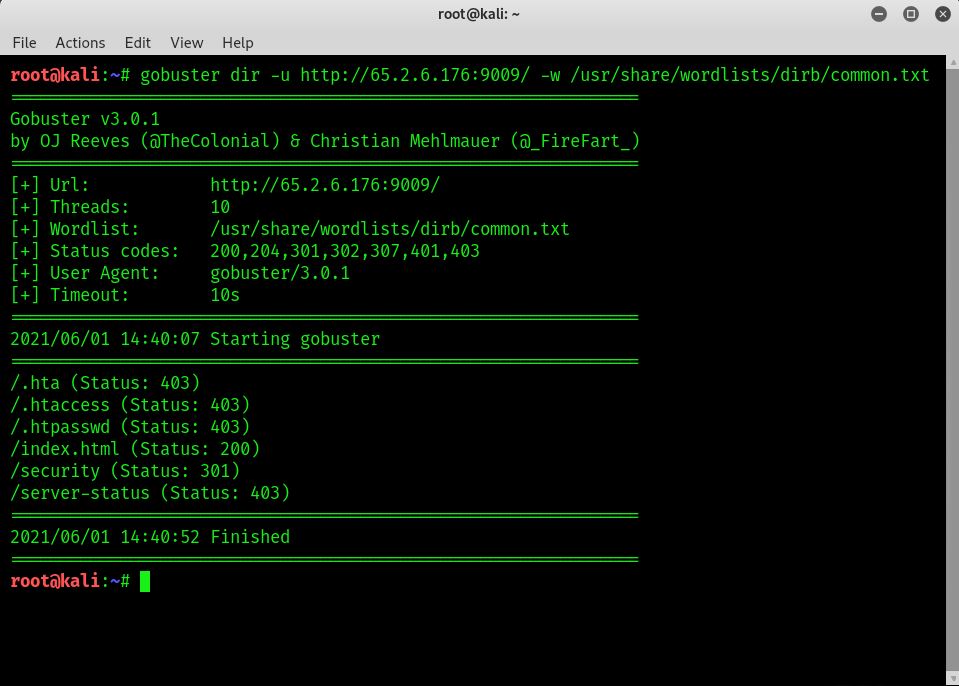 root@kali: ~
File Actions Edit View Help
root@kali:~# gobuster dir -u http://65.2.6.176:9009/ -w /usr/share/wordlists/dirb/common.txt
===============================================================
Gobuster v3.0.1
by OJ Reeves (@TheColonial) & Christian Mehlmauer (@_FireFart_)
===============================================================
[+] Url:            http://65.2.6.176:9009/
[+] Threads:        10
[+] Wordlist:       /usr/share/wordlists/dirb/common.txt
[+] Status codes:   200,204,301,302,307,401,403
[+] User Agent:     gobuster/3.0.1
[+] Timeout:        10s
===============================================================
2021/06/01 14:40:07 Starting gobuster
===============================================================
/.hta (Status: 403)
/.htaccess (Status: 403)
/.htpasswd (Status: 403)
/index.html (Status: 200)
/security (Status: 301)
/server-status (Status: 403)
===============================================================
2021/06/01 14:40:52 Finished
===============================================================
root@kali:~#